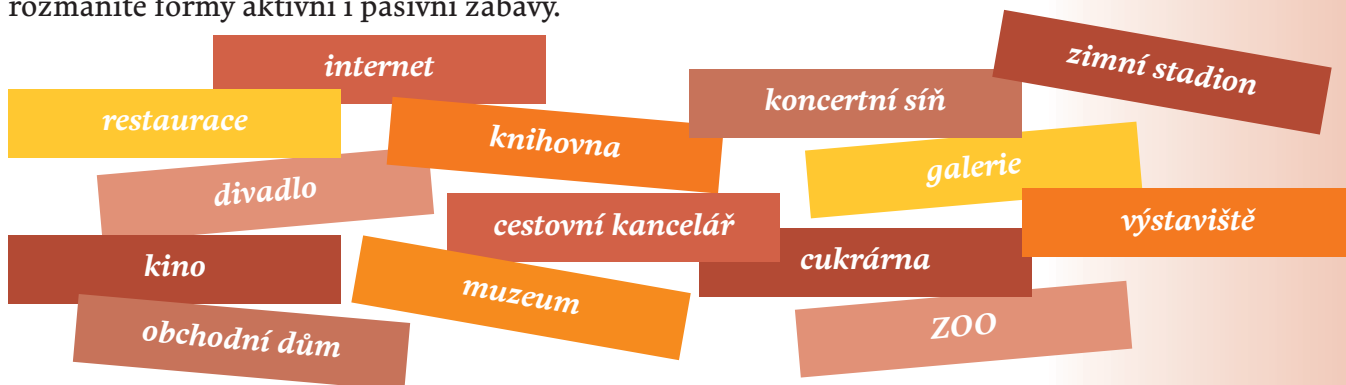 rozmanité formy aktivní i pasivní zábavy.
internet
zimní stadion
restaurace
koncertní síň
knihovna
galerie
divadlo
cestovní kancelář
výstaviště
kino
cukrárna
muzeum
obchodní dům
ZOO